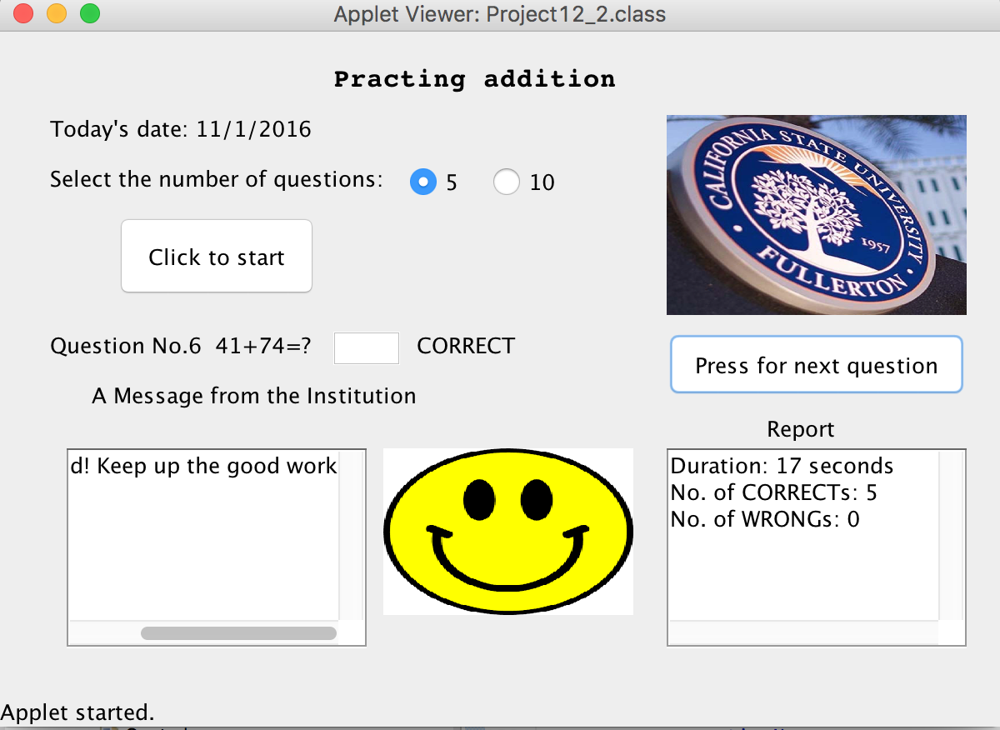 Applet Viewer: Project12_2.class
Practing addition
Today's date: 11/1/2016
Select the number of questions: 5 10
CALIFORNIA STATE UNIVERSITY
1957
FULLERTON
Click to start
Question No.6 41+74=? CORRECT
Press for next question
A Message from the Institution
d! Keep up the good work
Report
Duration: 17 seconds
No. of CORRECTs: 5
No. of WRONGs: 0
Applet started.